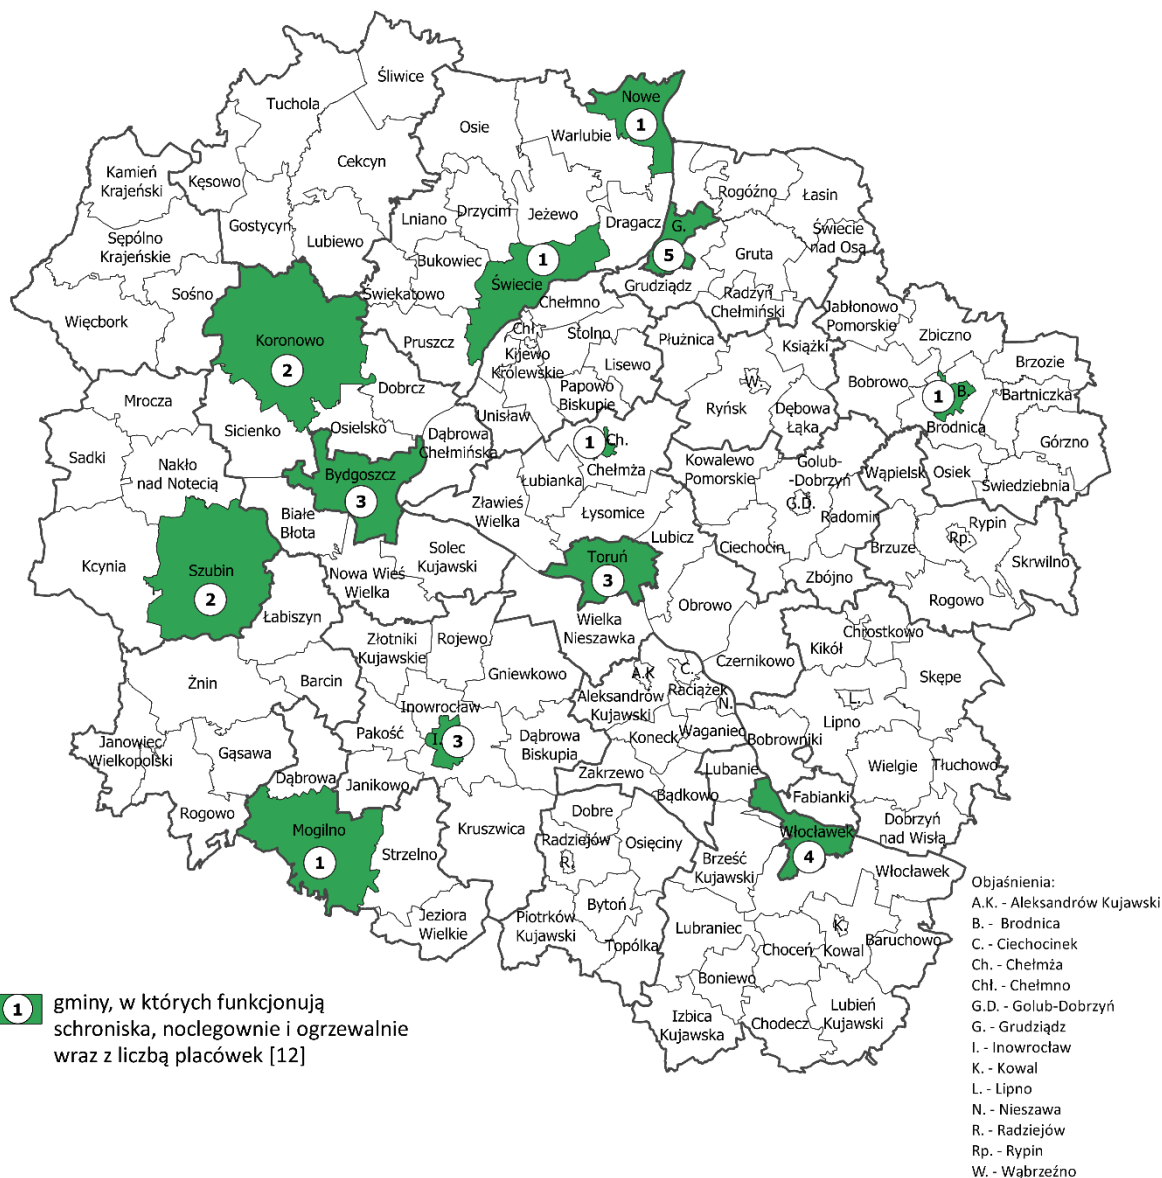 Śliwice
Tuchola
Nowe
1
Osie
Warlubie
Cekcyn
Kamień
Krajeński
Kęsowo
Rogóźno
Łasin
Lniano
Drzycim
Jeżewo
Dragacz
G.
Gostycyn
Lubiewo
Świecie
nad Osą
Sępólno
Krajeńskie
Bukowiec
1
5
Gruta
Sośno
Świekatowo
Świecie
Grudziądz
Radzyń
Chełmiński
Chełmno
Jabłonowo
Pomorskie
Więcbork
Koronowo
2
Pruszcz
Chł.
Stolno
Płużnica
Książki
Zbiczno
Kijewo
Królewskie
Lisewo
Brzozie
Dobrcz
Papowo
Biskupie
W.
Bobrowo
1
B.
Bartniczka
Mrocza
Ryńsk
Dębowa
Łąka
Brodnica
Unisław
Sicienko
Osielsko
Dąbrowa
Chełmińska
1
Ch.
Górzno
Sadki
Nakło
nad Notecią
Chełmża
Kowalewo
Pomorskie
Golub-
-Dobrzyń
Wąpielsk
Osiek
Świedziebnia
Bydgoszcz
3
Łubianka
G.D.
Zławieś
Wielka
Łysomice
Radomin
Rypin
Rp.
Białe
Błota
Lubicz
Ciechocin
Brzuze
Skrwilno
Solec
Kujawski
Toruń
3
Kcynia
Szubin
2
Nowa Wieś
Wielka
Zbójno
Rogowo
Łabiszyn
Obrowo
Wielka
Nieszawka
Chrostkowo
Złotniki
Kujawskie
Rojewo
Kikół
Czernikowo
Żnin
Barcin
Gniewkowo
A.K
C.
Raciążek
Skępe
Aleksandrów
Kujawski
N.
L.
Inowrocław
Lipno
I.
3
Pakość
Dąbrowa
Biskupia
Koneck
Waganiec
Bobrowniki
Janowiec
Wielkopolski
Gąsawa
Wielgie
Tłuchowo
Dąbrowa
Janikowo
Zakrzewo
Lubanie
Bądkowo
Fabianki
Rogowo
Dobre
Dobrzyń
nad Wisłą
Mogilno
1
Kruszwica
Radziejów
Osięciny
Włocławek
4
Strzelno
R.
Brześć
Kujawski
Włocławek
Jeziora
Wielkie
Piotrków
Kujawski
Bytoń
Lubraniec
K.
Kowal
Baruchowo
Topólka
Choceń
Boniewo
Izbica
Kujawska
Chodecz
Lubień
Kujawski
1
gminy, w których funkcjonują
schroniska, noclegownie i ogrzewalnie
wraz z liczbą placówek [12]
Objaśnienia:
A.K. - Aleksandrów Kujawski
B. - Brodnica
C. - Ciechocinek
Ch. - Chełmża
Chł. - Chełmno
G.D. - Golub-Dobrzyń
G. - Grudziądz
I. - Inowrocław
K. - Kowal
L. - Lipno
N. - Nieszawa
R. - Radziejów
Rp. - Rypin
W. - Wąbrzeźno